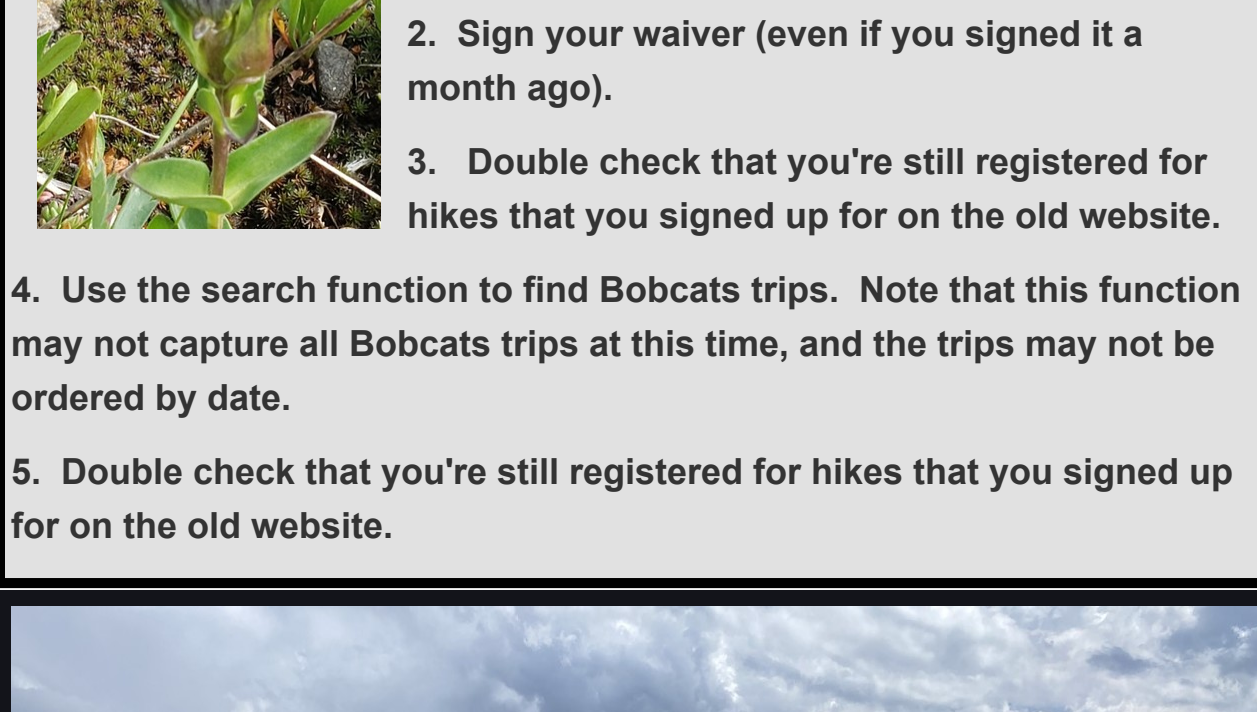 2.  Sign your waiver (even if you signed it a
month ago).
3.   Double check that you're still registered for
hikes that you signed up for on the old website.
4.  Use the search function to find Bobcats trips.  Note that this function
may not capture all Bobcats trips at this time, and the trips may not be
ordered by date.
5.  Double check that you're still registered for hikes that you signed up
for on the old website.